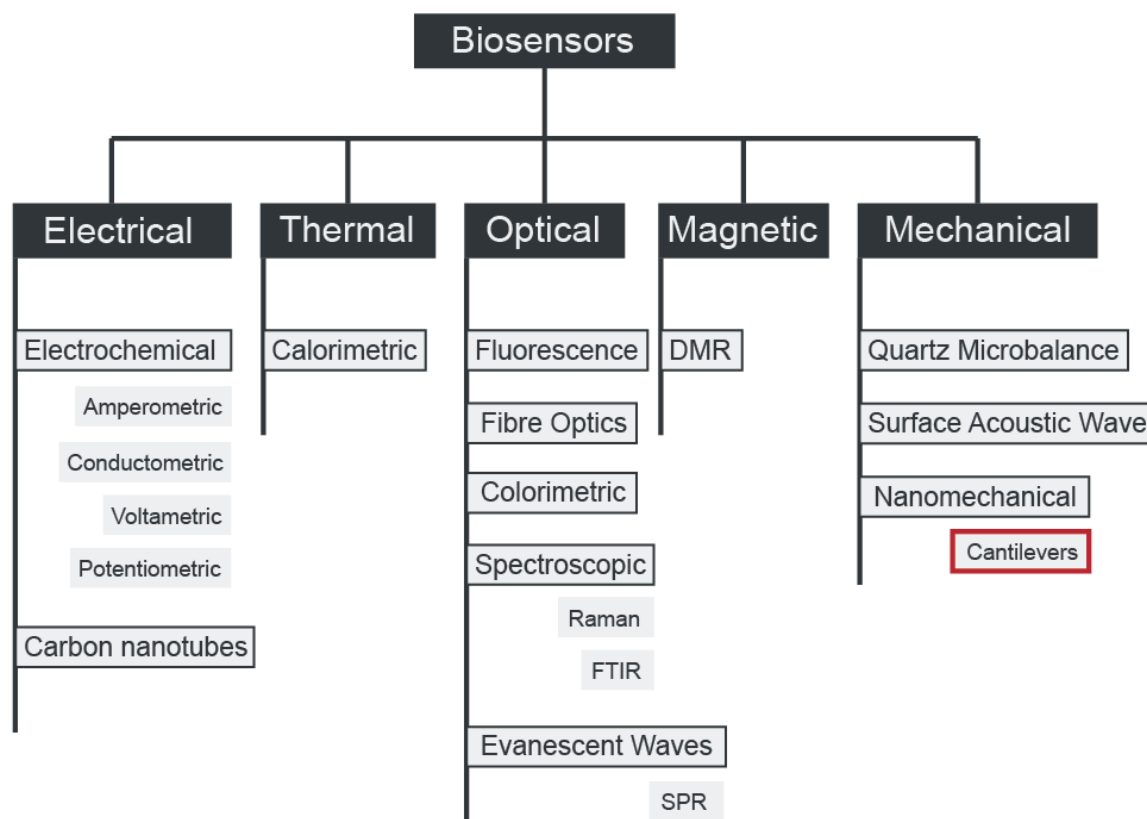 Biosensors
Electrical
Thermal
Optical
Magnetic
Mechanical
Electrochemical
Amperometric
Conductometric
Voltametric
Potentiometric
Carbon nanotubes
Calorimetric
Fluorescence
Fibre Optics
Colorimetric
Spectroscopic
Raman
FTIR
Evanescent Waves
SPR
DMR
Quartz Microbalance
Surface Acoustic Wave
Nanomechanical
Cantilevers